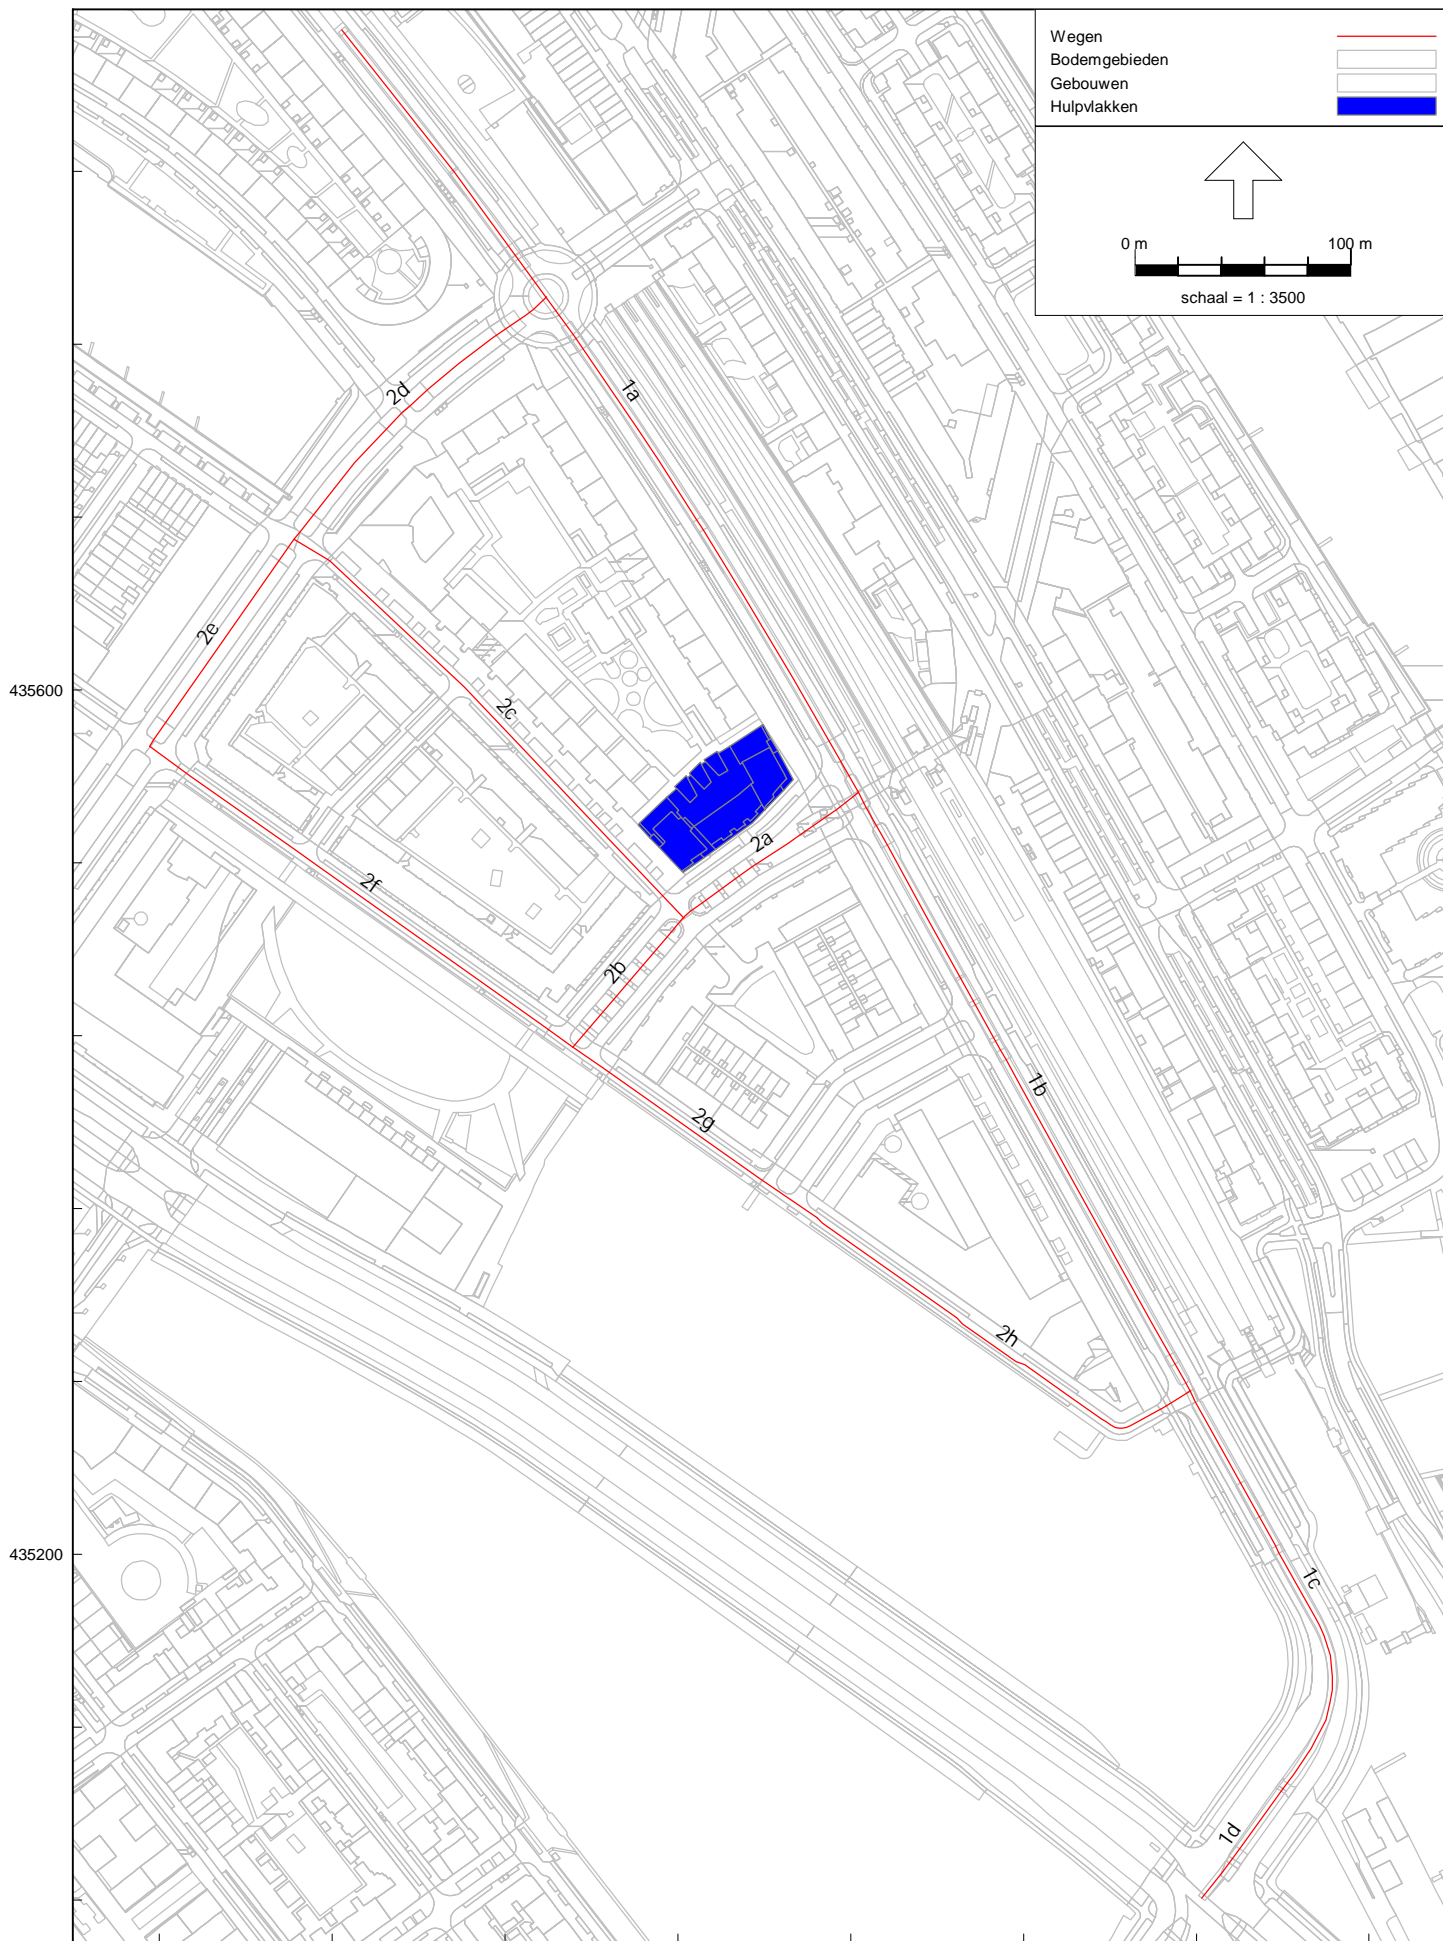 Wegen
Bodemgebieden
Gebouwen
Hulpvlakken
0 m 100 m
schaal = 1 : 3500
1a
2d
2e
435600
2c
2a
2f
2b
1b
2g
2h
435200
1c
1d